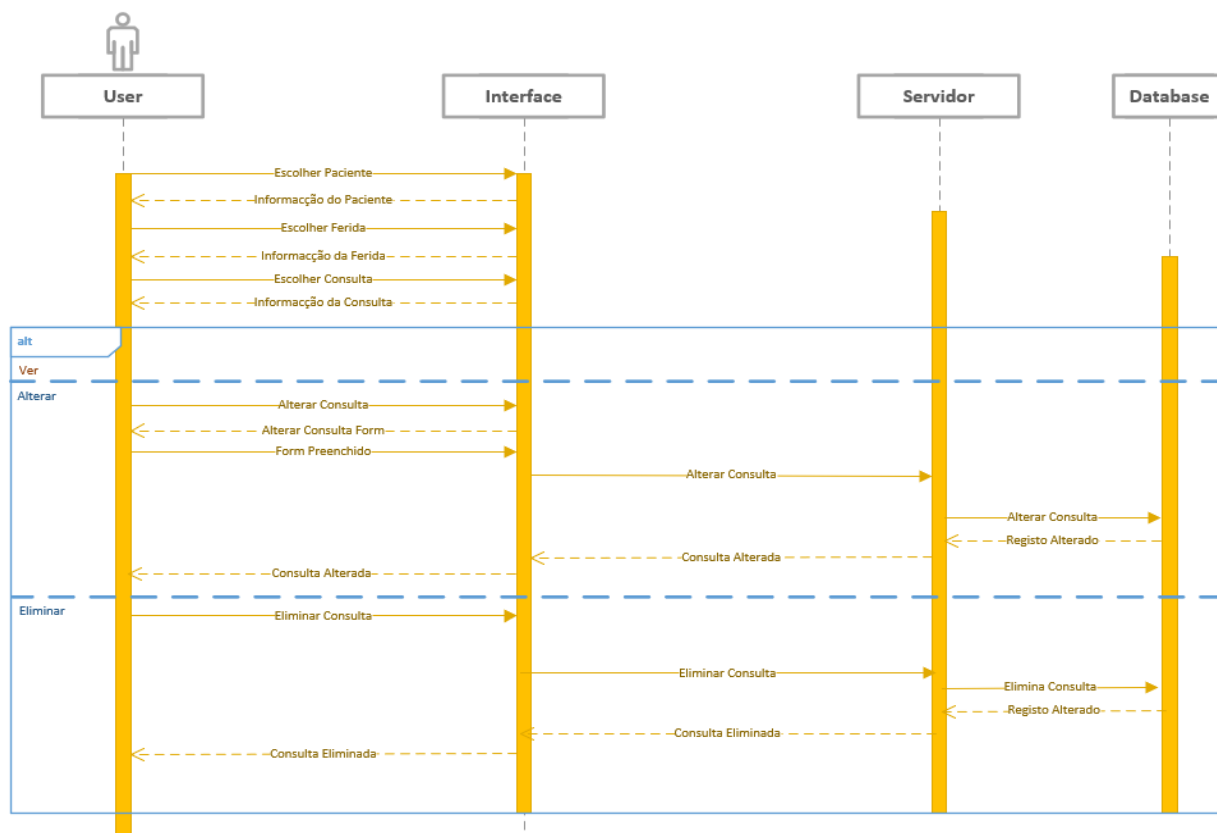 User
Interface
Servidor
Database
Escolher Paciente
Informacção do Paciente
Escolher Ferida
Informacção da Ferida
Escolher Consulta
Informacção da Consulta
alt
Ver
Alterar
Alterar Consulta
Alterar Consulta Form
Form Preenchido
Alterar Consulta
Alterar Consulta
Registo Alterado
Consulta Alterada
Consulta Alterada
Eliminar
Eliminar Consulta
Eliminar Consulta
Elimina Consulta
Registo Alterado
Consulta Eliminada
Consulta Eliminada